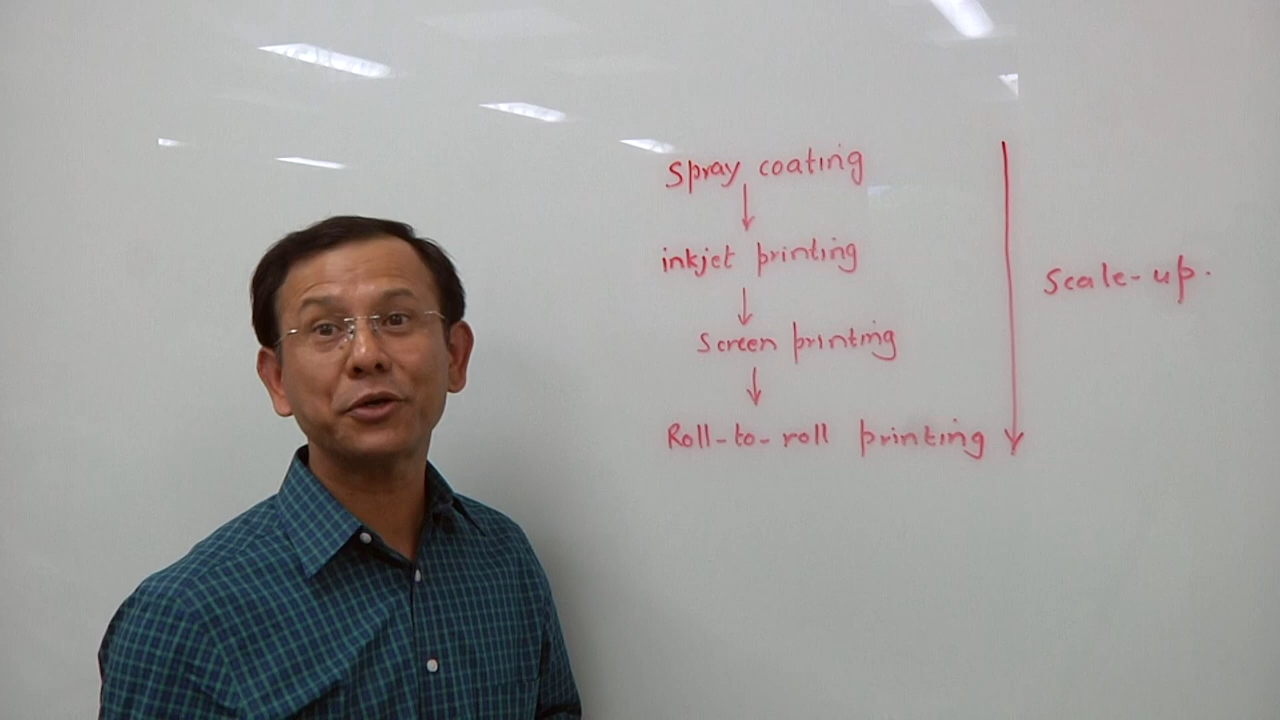 Spray coating
inkjet printing
Screen printing
Roll-to-roll printing
Scale-up.